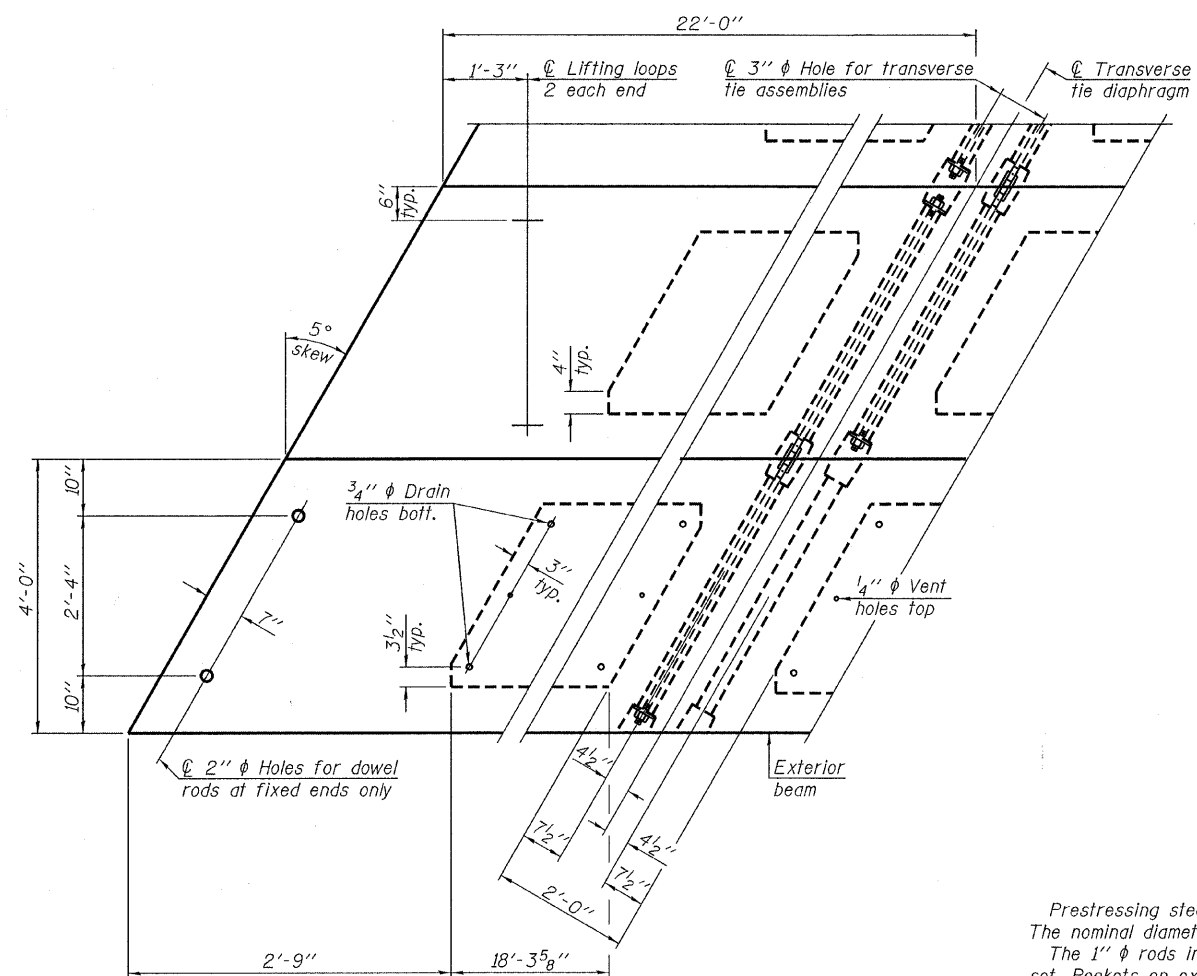 22'-0"
1'-3"
℄ Lifting loops
2 each end
℄ 3" ϕ Hole for transverse
tie assemblies
℄ Transverse
tie diaphragm
6"
typ.
5°
skew
4"
typ.
10"
2'-4"
4'-0"
10"
7"
3/4" ϕ Drain
holes bott.
3"
typ.
3 1/2"
typ.
1/4" ϕ Vent
holes top
℄ 2" ϕ Holes for dowel
rods at fixed ends only
4 1/2"
7 1/2"
Exterior
beam
4 1/2"
7 1/2"
2'-0"
2'-9"
18'-3 5/8"
Prestressing stee
The nominal diamet
The 1" ϕ rods in
set. Pockets on ex